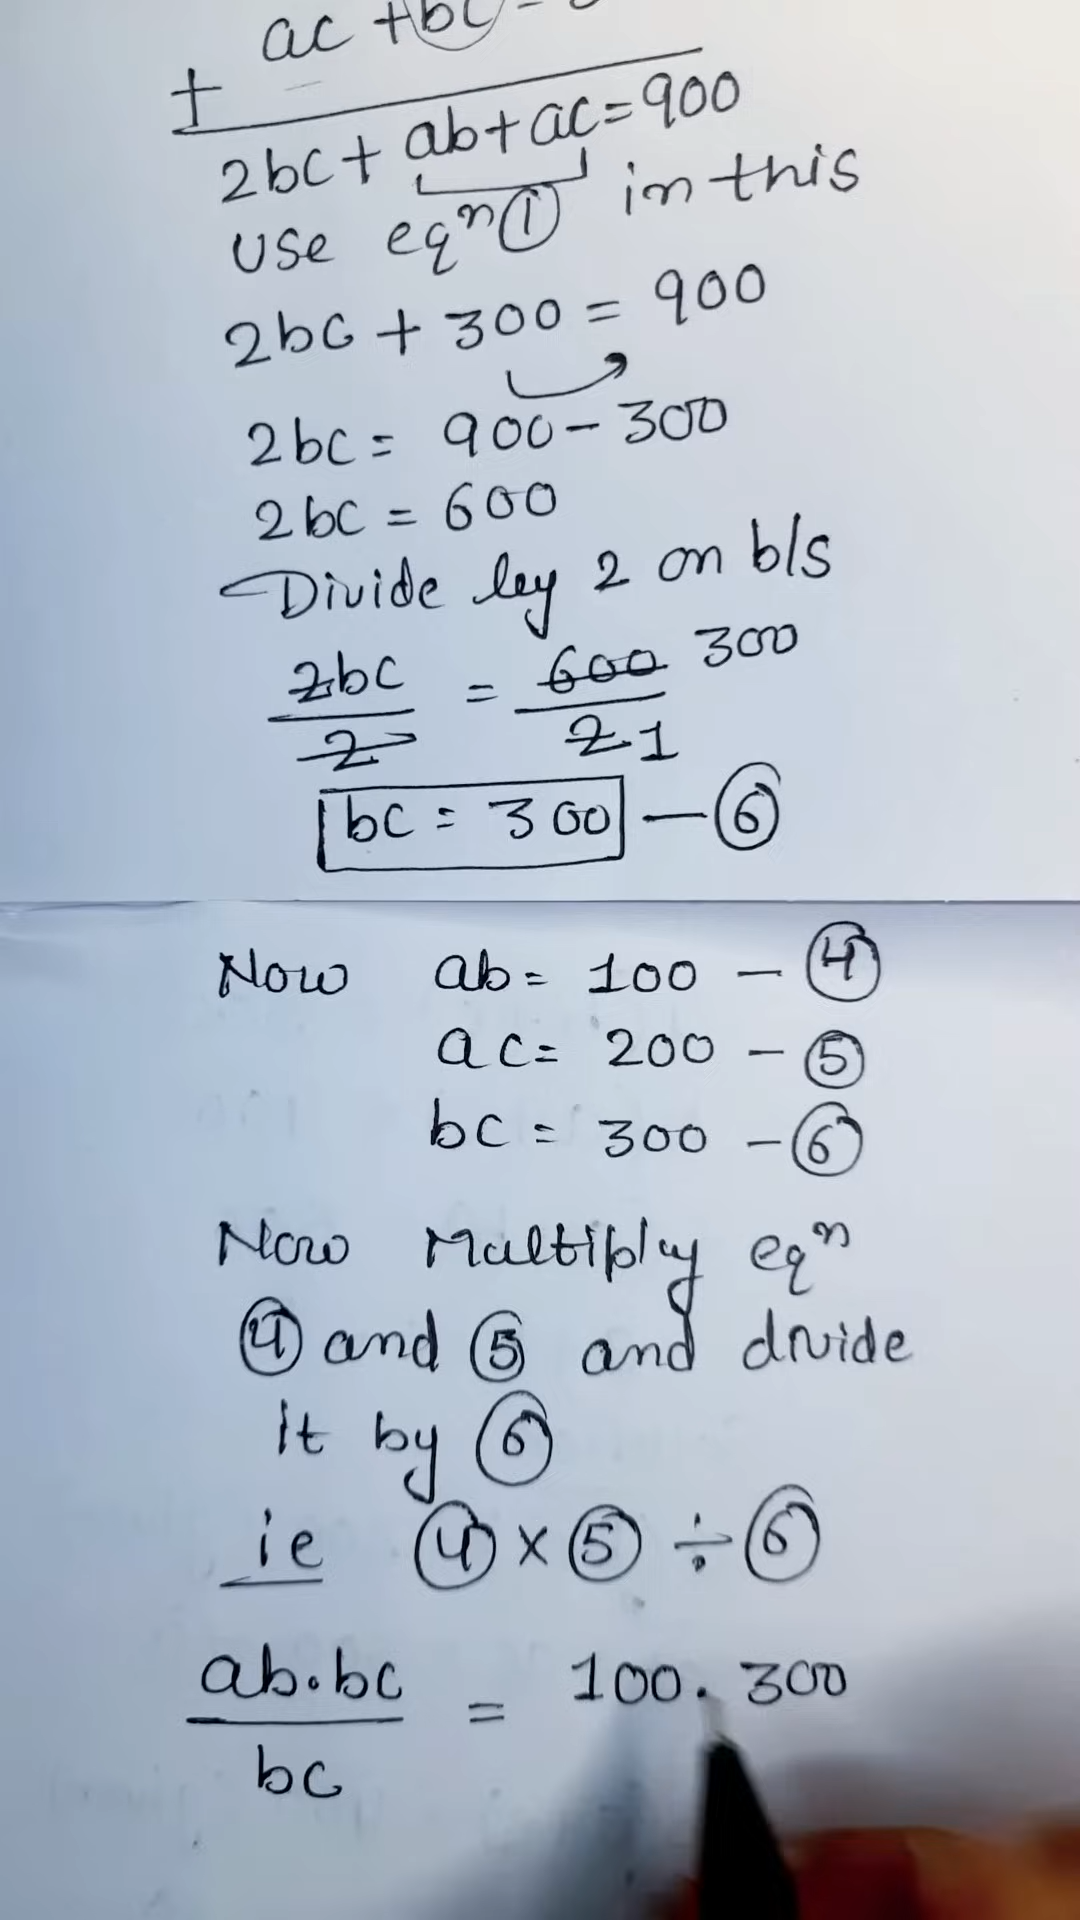 ac + bc
+
2bc + ab + ac = 900
use eqⁿ ① in this
2bc + 300 = 900
2bc = 900 - 300
2bc = 600
Divide by 2 on b/s
2bc/2 = 600/2 300 1
bc = 300 — ⑥
Now ab = 100 — ④
ac = 200 — ⑤
bc = 300 — ⑥
Now Multiply eqⁿ
④ and ⑤ and divide
it by ⑥
ie ④ × ⑤ ÷ ⑥
ab·bc/bc = 100. 300